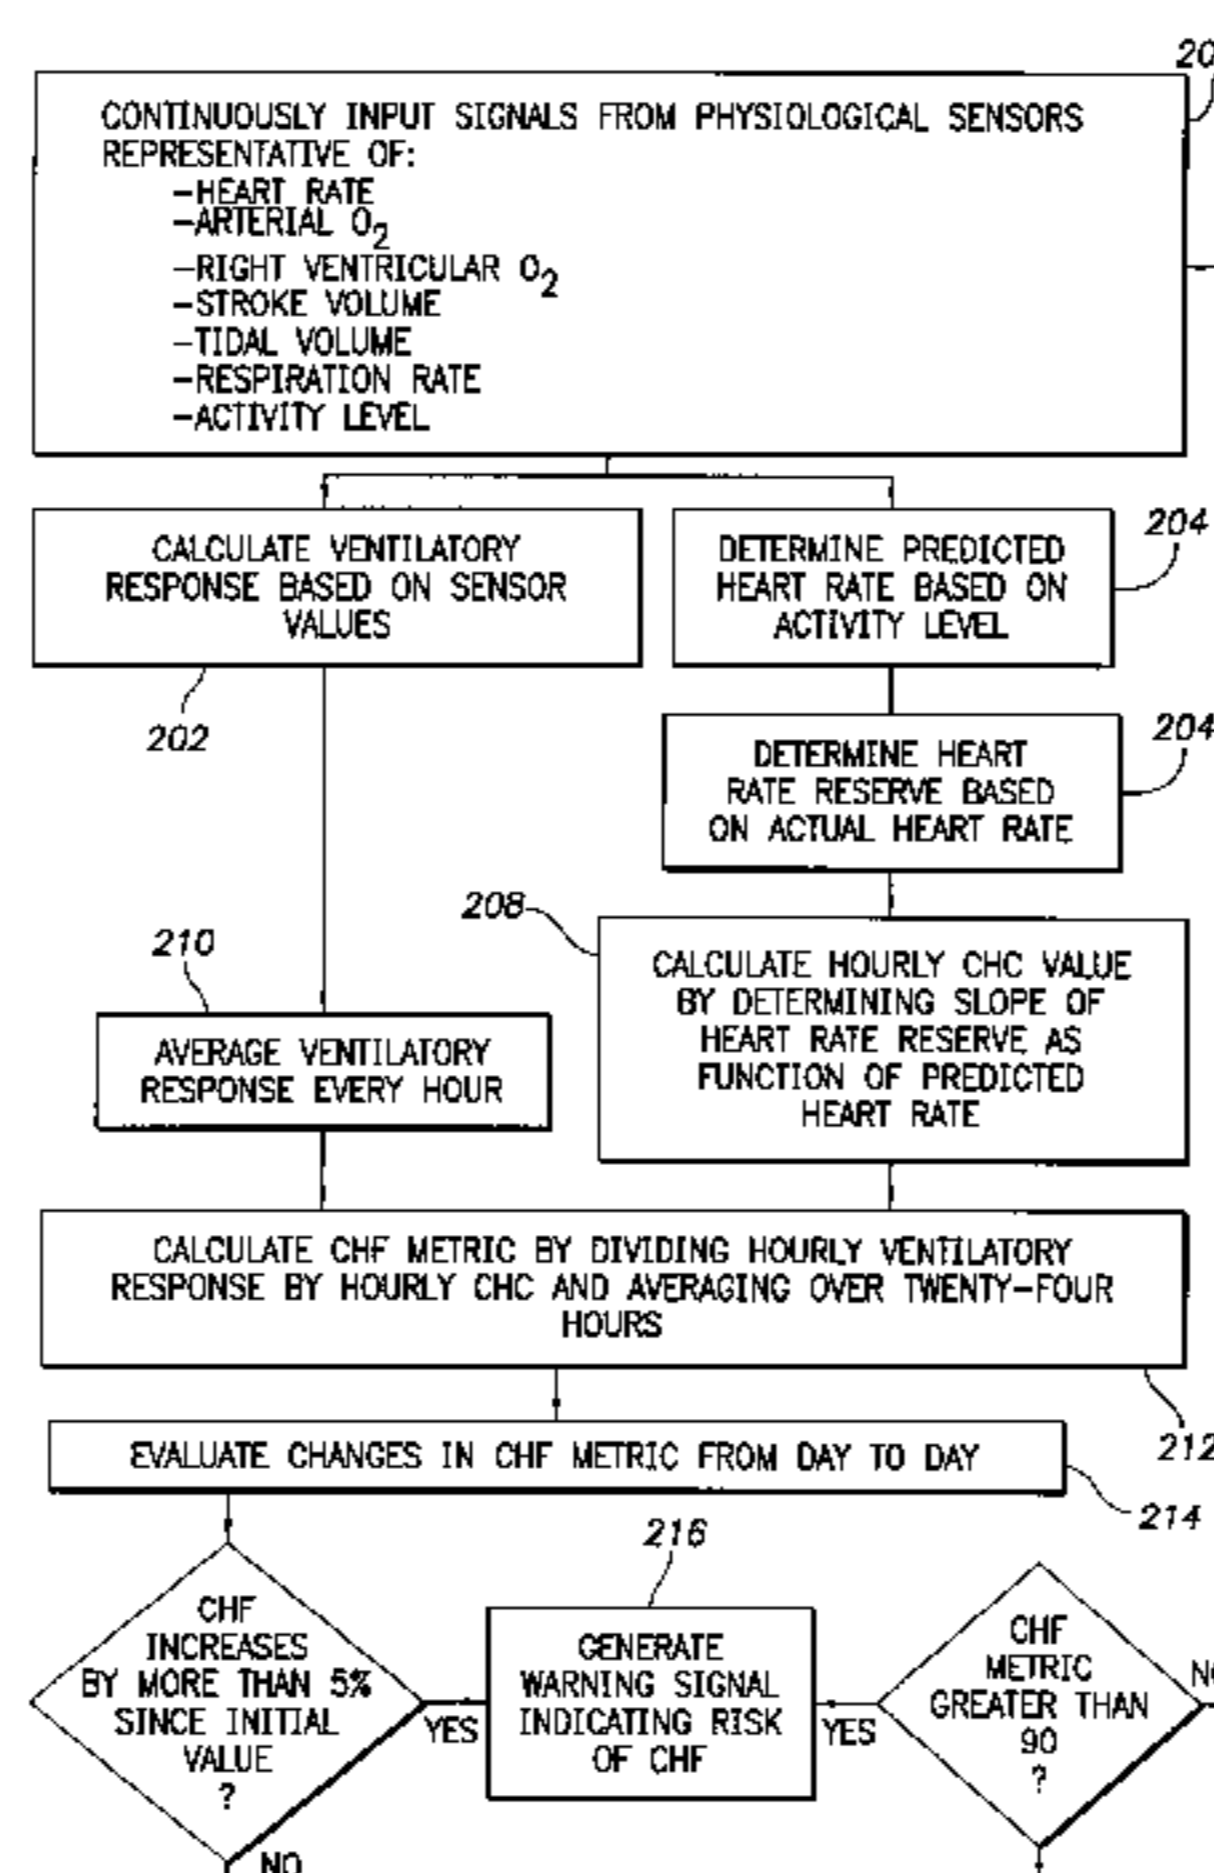 CONTINUOUSLY INPUT SIGNALS FROM PHYSIOLOGICAL SENSORS
REPRESENTATIVE OF:
-HEART RATE
-ARTERIAL O2
-RIGHT VENTRICULAR O2
-STROKE VOLUME
-TIDAL VOLUME
-RESPIRATION RATE
-ACTIVITY LEVEL
CALCULATE VENTILATORY
RESPONSE BASED ON SENSOR
VALUES
202
DETERMINE PREDICTED
HEART RATE BASED ON
ACTIVITY LEVEL
204
DETERMINE HEART
RATE RESERVE BASED
ON ACTUAL HEART RATE
204
208
CALCULATE HOURLY CHC VALUE
BY DETERMINING SLOPE OF
HEART RATE RESERVE AS
FUNCTION OF PREDICTED
HEART RATE
210
AVERAGE VENTILATORY
RESPONSE EVERY HOUR
CALCULATE CHF METRIC BY DIVIDING HOURLY VENTILATORY
RESPONSE BY HOURLY CHC AND AVERAGING OVER TWENTY-FOUR
HOURS
212
EVALUATE CHANGES IN CHF METRIC FROM DAY TO DAY
214
CHF
INCREASES
BY MORE THAN 5%
SINCE INITIAL
VALUE
?
YES
NO
216
GENERATE
WARNING SIGNAL
INDICATING RISK
OF CHF
YES
CHF
METRIC
GREATER THAN
90
?